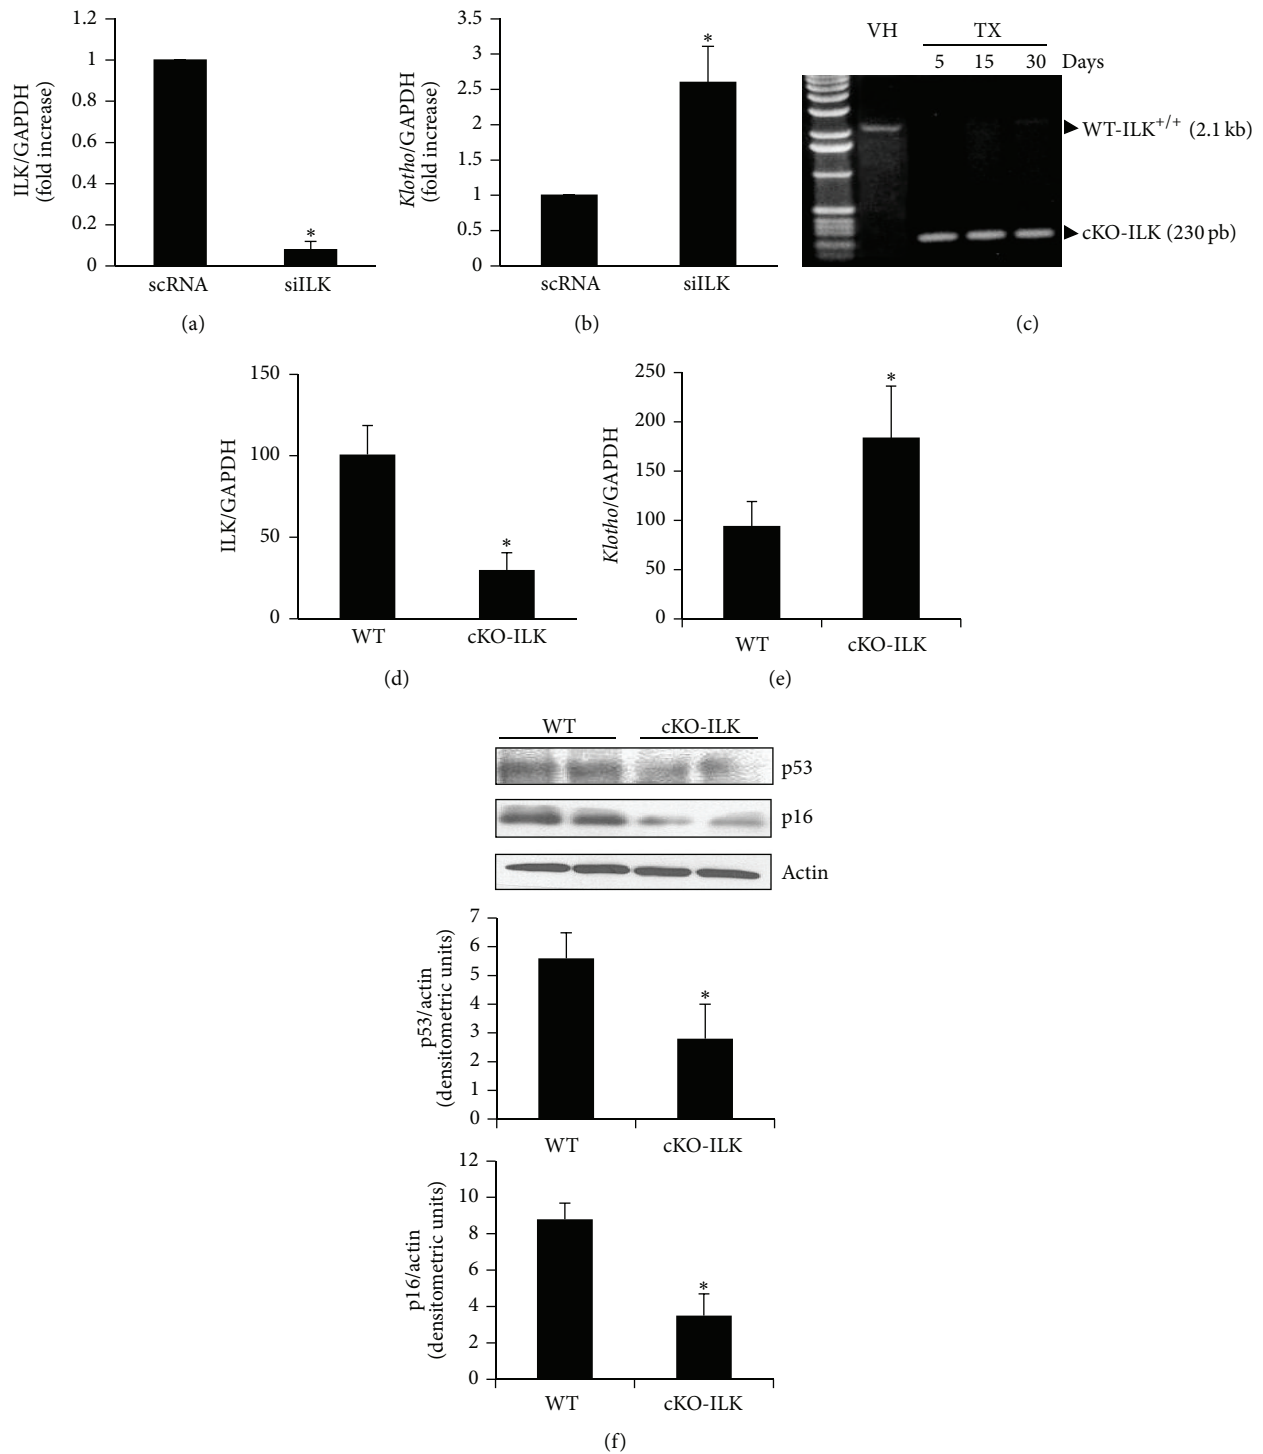 1.2
1
0.8
0.6
0.4
0.2
0
ILK/GAPDH
(fold increase)
*
scRNA siILK
(a)
3.5
3
2.5
2
1.5
1
0.5
0
Klotho/GAPDH
(fold increase)
*
scRNA siILK
(b)
VH TX
5 15 30 Days
WT-ILK+/+ (2.1 kb)
cKO-ILK (230 pb)
(c)
150
100
50
0
ILK/GAPDH
*
WT cKO-ILK
(d)
250
200
150
100
50
0
Klotho/GAPDH
*
WT cKO-ILK
(e)
WT cKO-ILK
p53
p16
Actin
7
6
5
4
3
2
1
0
p53/actin
(densitometric units)
*
WT cKO-ILK
12
10
8
6
4
2
0
p16/actin
(densitometric units)
*
WT cKO-ILK
(f)